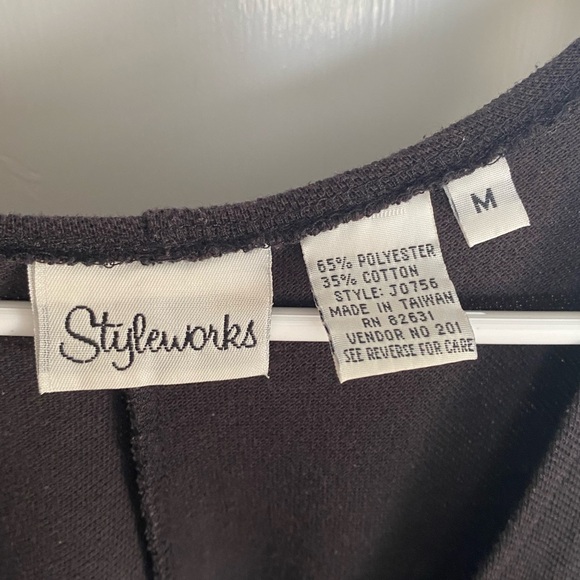 Styleworks
65% POLYESTER
35% COTTON
STYLE: J0756
MADE IN TAIWAN
RN 82631
VENDOR NO 201
SEE REVERSE FOR CARE
M